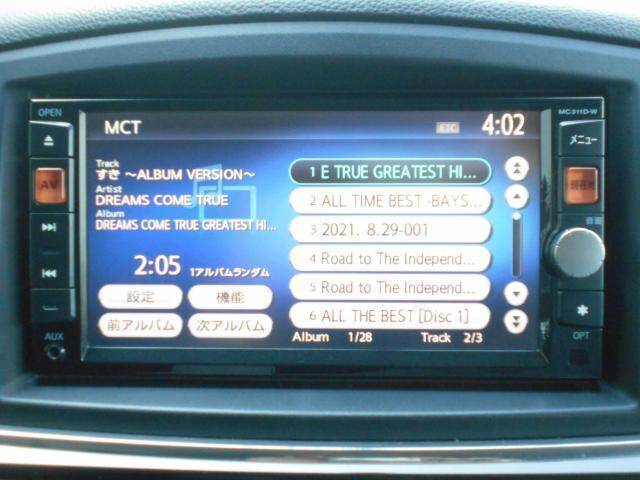 OPEN
MC311D-W
MCT
ETC
4:02
メニュー
AV
現在地
音量
Track
すき ～ALBUM VERSION～
Artist
DREAMS COME TRUE
Album
DREAMS COME TRUE GREATEST HI...
2:05
1アルバムランダム
設定
機能
前アルバム
次アルバム
1 E TRUE GREATEST HI...
2 ALL TIME BEST -BAYS...
3 2021. 8.29-001
4 Road to The Independ...
5 Road to The Independ...
6 ALL THE BEST [Disc 1]
Album 1/28
Track 2/3
AUX
OPT